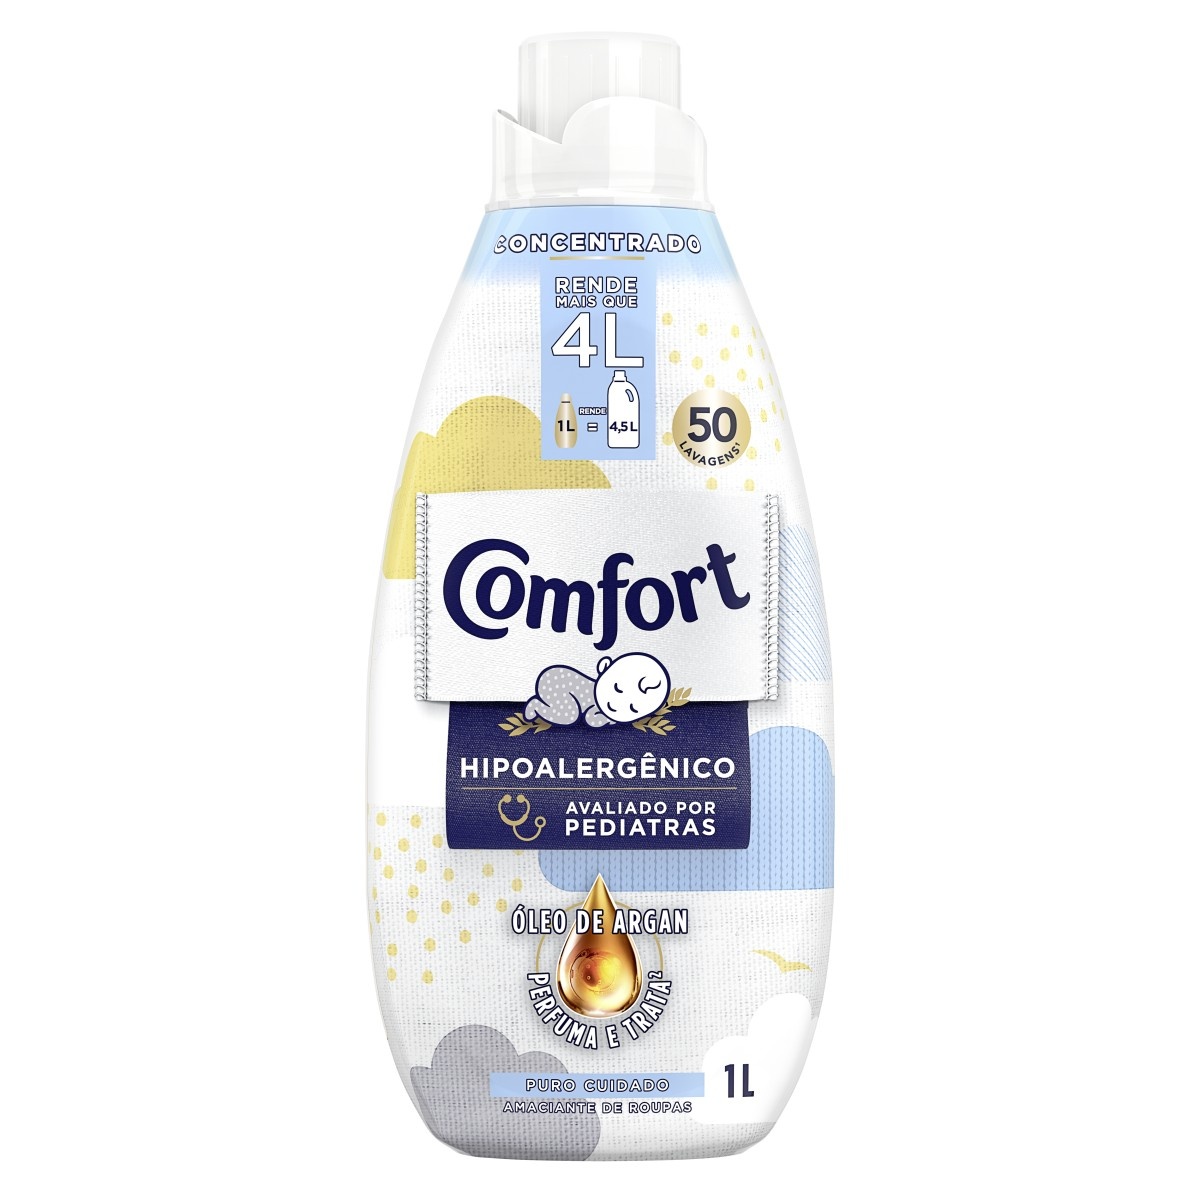 CONCENTRADO
RENDE
MAIS QUE
4L
1L RENDE = 4,5L
50
LAVAGENS¹
Comfort
HIPOALERGÊNICO
AVALIADO POR
PEDIATRAS
ÓLEO DE ARGAN
PERFUMA E TRATA²
PURO CUIDADO
AMACIANTE DE ROUPAS
1L